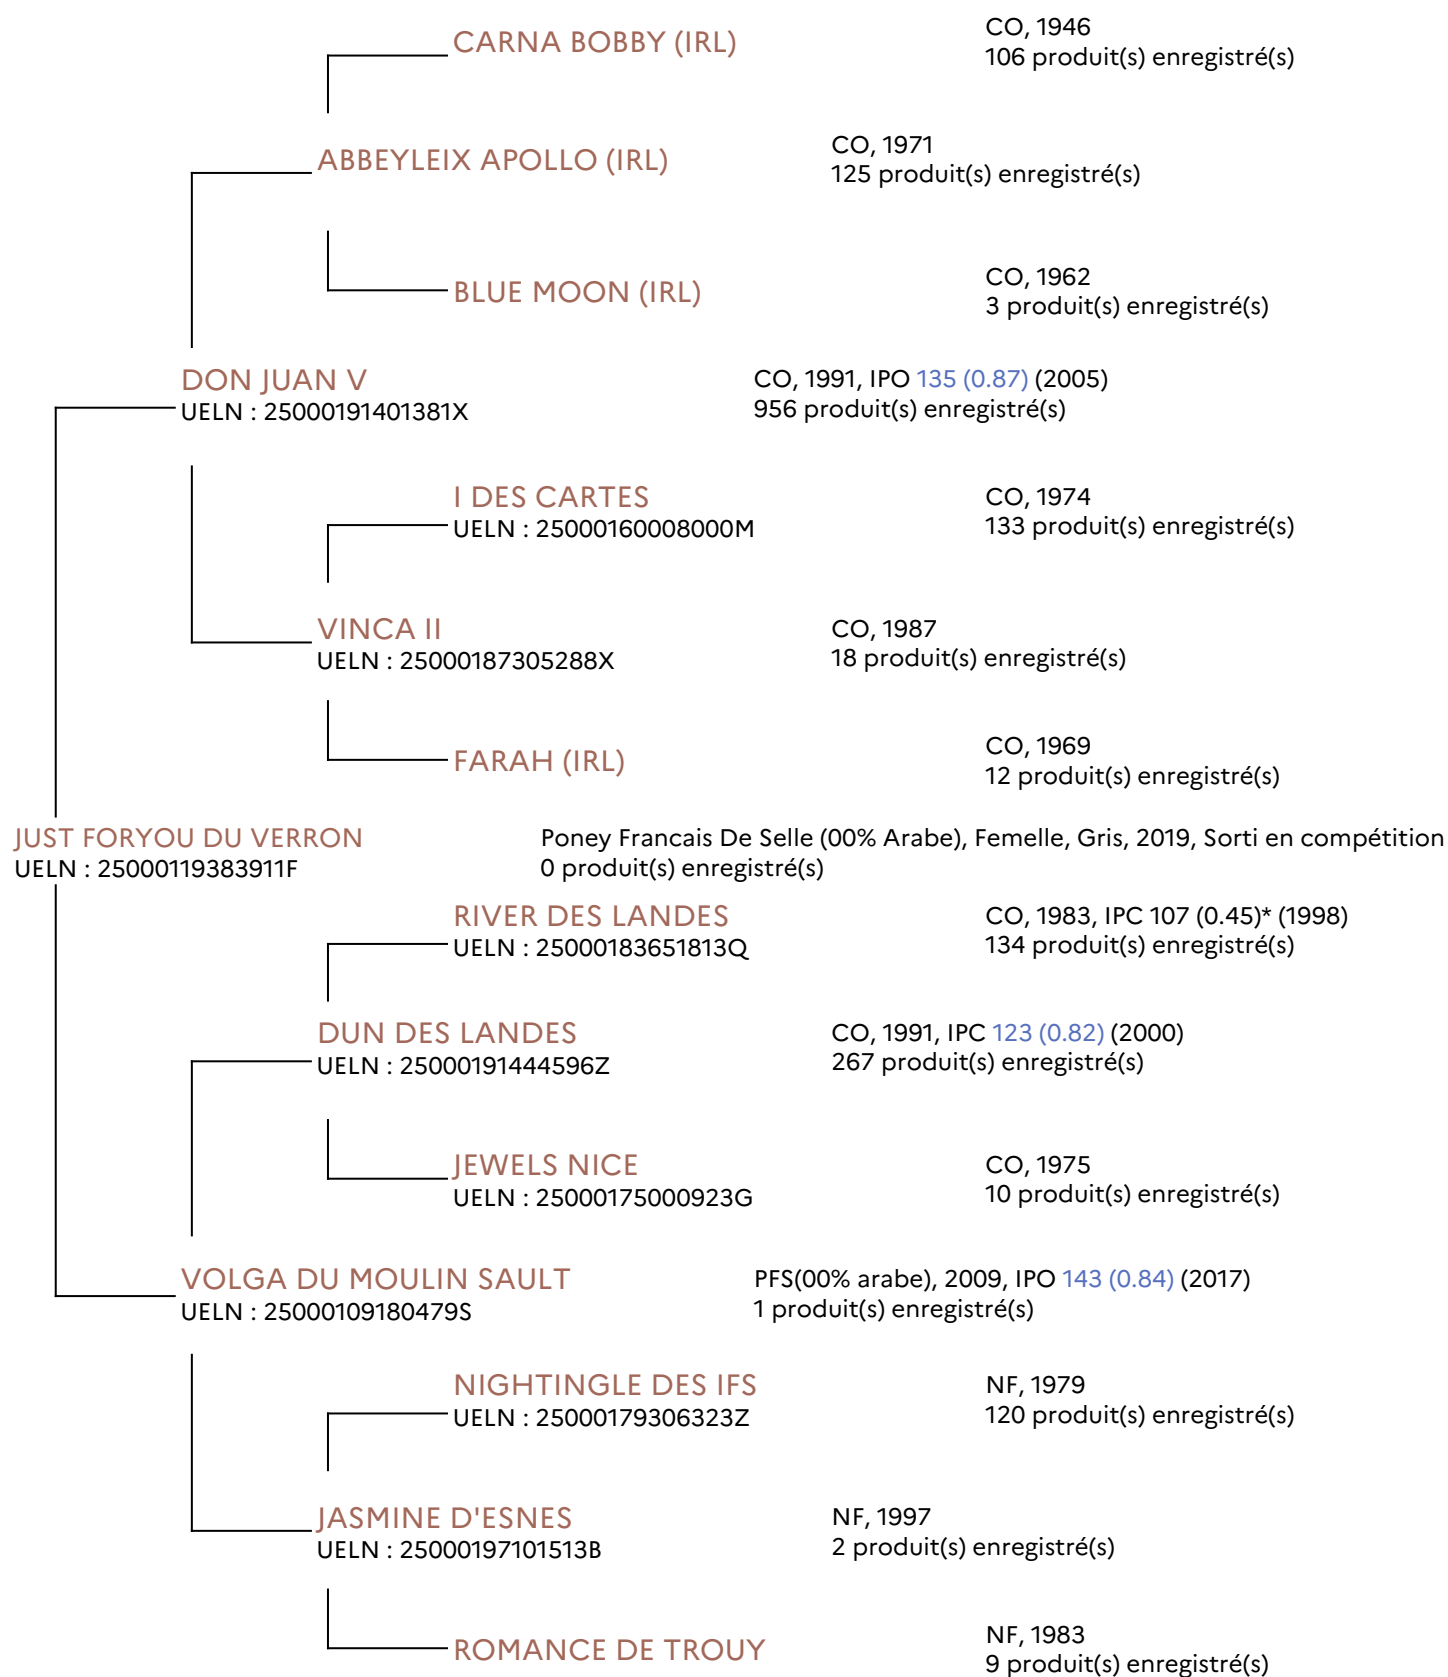 CARNA BOBBY (IRL)
CO, 1946
106 produit(s) enregistré(s)
ABBEYLEIX APOLLO (IRL)
CO, 1971
125 produit(s) enregistré(s)
BLUE MOON (IRL)
CO, 1962
3 produit(s) enregistré(s)
DON JUAN V
UELN : 25000191401381X
CO, 1991, IPO 135 (0.87) (2005)
956 produit(s) enregistré(s)
I DES CARTES
UELN : 25000160008000M
CO, 1974
133 produit(s) enregistré(s)
VINCA II
UELN : 25000187305288X
CO, 1987
18 produit(s) enregistré(s)
FARAH (IRL)
CO, 1969
12 produit(s) enregistré(s)
JUST FORYOU DU VERRON
UELN : 25000119383911F
Poney Francais De Selle (00% Arabe), Femelle, Gris, 2019, Sorti en compétition
0 produit(s) enregistré(s)
RIVER DES LANDES
UELN : 25000183651813Q
CO, 1983, IPC 107 (0.45)* (1998)
134 produit(s) enregistré(s)
DUN DES LANDES
UELN : 25000191444596Z
CO, 1991, IPC 123 (0.82) (2000)
267 produit(s) enregistré(s)
JEWELS NICE
UELN : 25000175000923G
CO, 1975
10 produit(s) enregistré(s)
VOLGA DU MOULIN SAULT
UELN : 25000109180479S
PFS(00% arabe), 2009, IPO 143 (0.84) (2017)
1 produit(s) enregistré(s)
NIGHTINGLE DES IFS
UELN : 25000179306323Z
NF, 1979
120 produit(s) enregistré(s)
JASMINE D'ESNES
UELN : 25000197101513B
NF, 1997
2 produit(s) enregistré(s)
ROMANCE DE TROUY
NF, 1983
9 produit(s) enregistré(s)